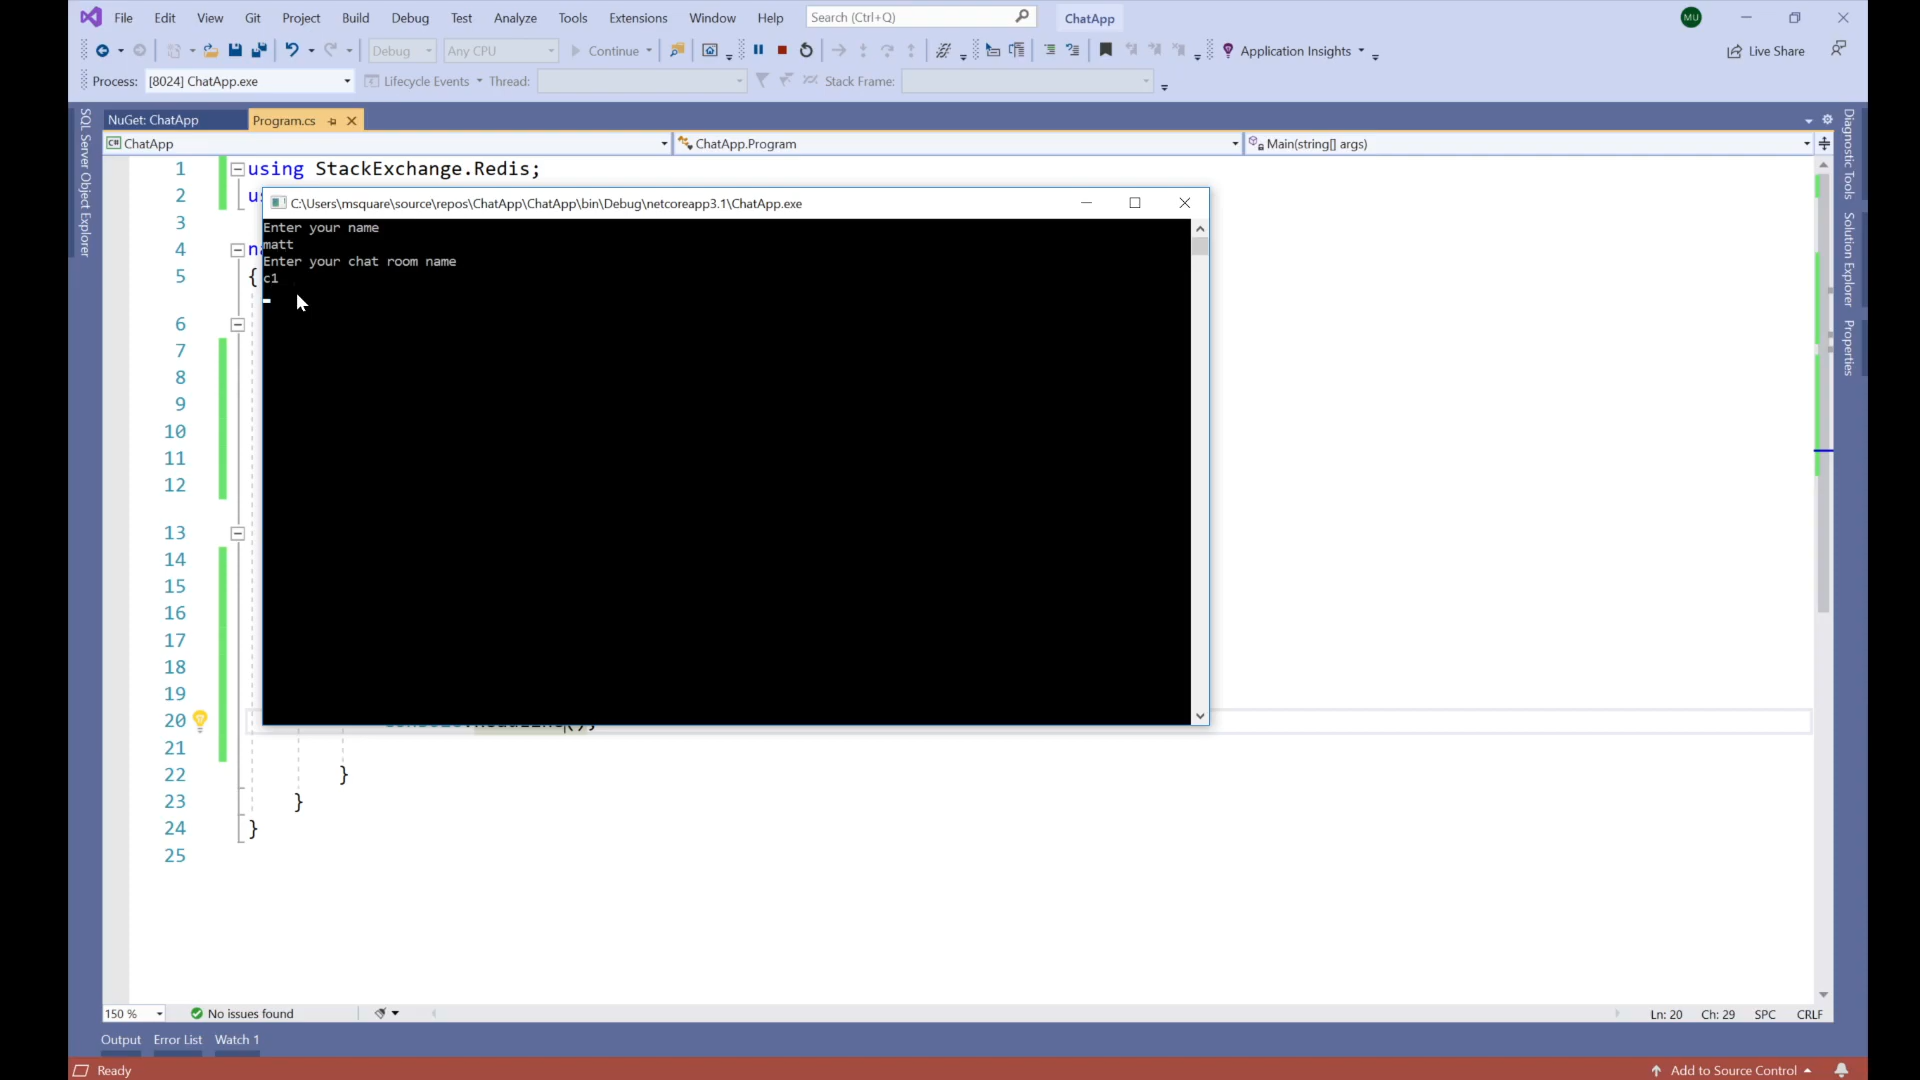 File Edit View Git Project Build Debug Test Analyze Tools Extensions Window Help Search (Ctrl+Q) ChatApp MU
Debug Any CPU Continue Application Insights Live Share
Process: [8024] ChatApp.exe Lifecycle Events Thread: Stack Frame:
SQL Server Object Explorer
NuGet: ChatApp Program.cs
C# ChatApp ChatApp.Program Main(string[] args)
1 using StackExchange.Redis;
2 us
3
4 na
5 {
6
7
8
9
10
11
12
13
14
15
16
17
18
19
20
21
22 }
23 }
24 }
25
C:\Users\msquare\source\repos\ChatApp\ChatApp\bin\Debug\netcoreapp3.1\ChatApp.exe
Enter your name
matt
Enter your chat room name
c1
Diagnostic Tools
Solution Explorer
Properties
150 % No issues found Ln: 20 Ch: 29 SPC CRLF
Output Error List Watch 1
Ready Add to Source Control